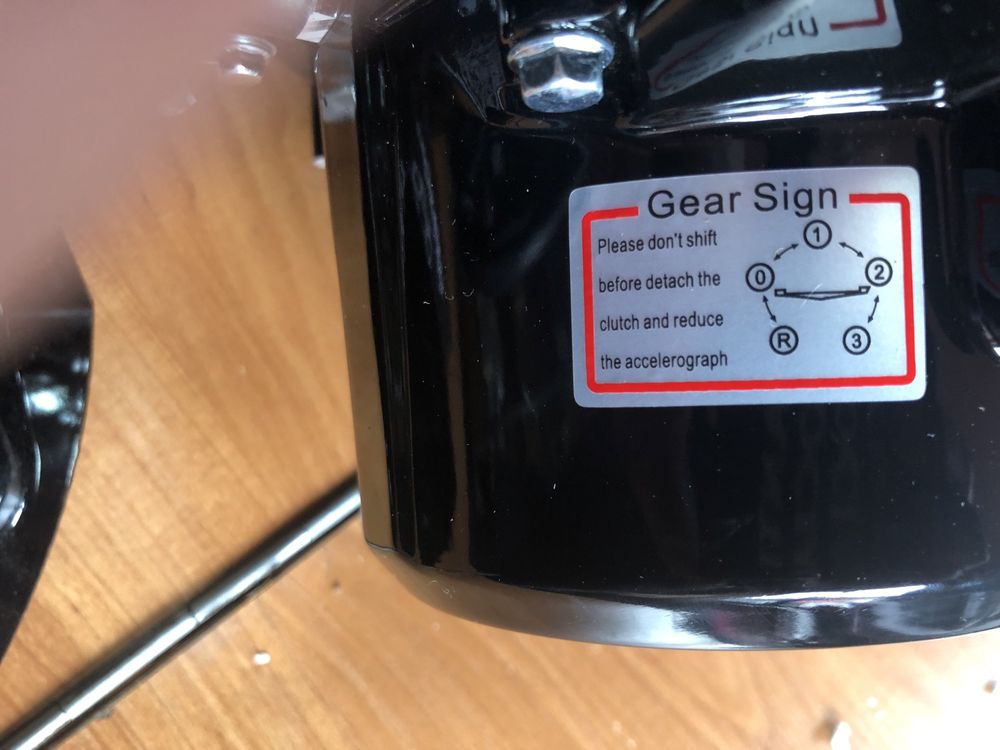 Gear Sign
Please don't shift
before detach the
clutch and reduce
the accelerograph
1
0
2
R
3